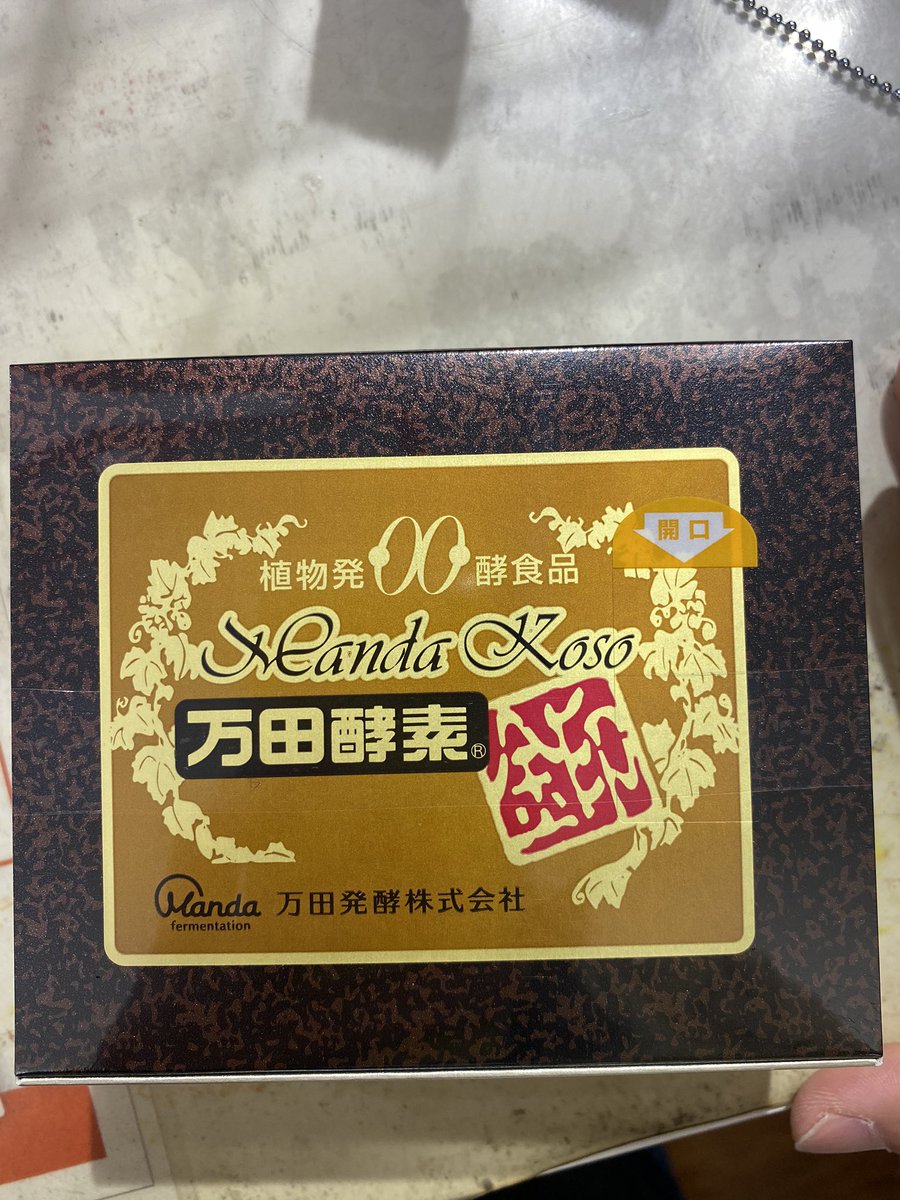 開口
植物発酵食品
Manda Koso
万田酵素®
Manda 万田発酵株式会社
fermentation